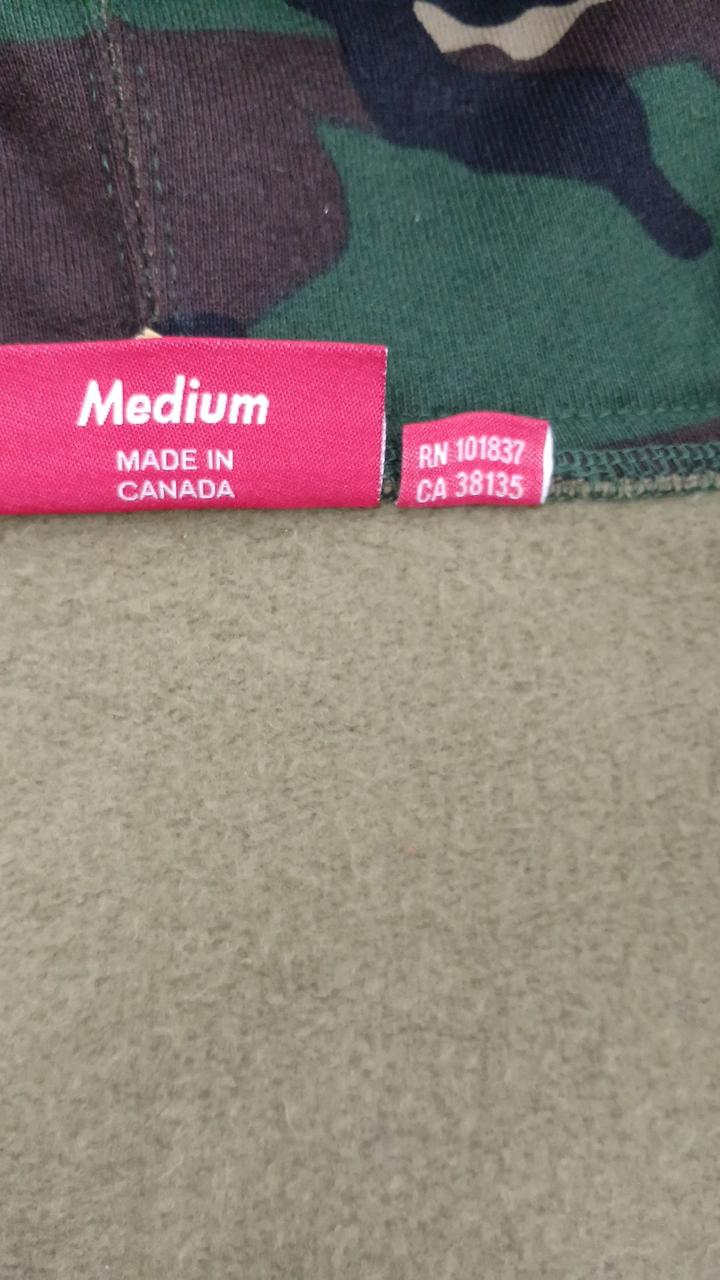 Medium
MADE IN
CANADA
RN 101837
CA 38135